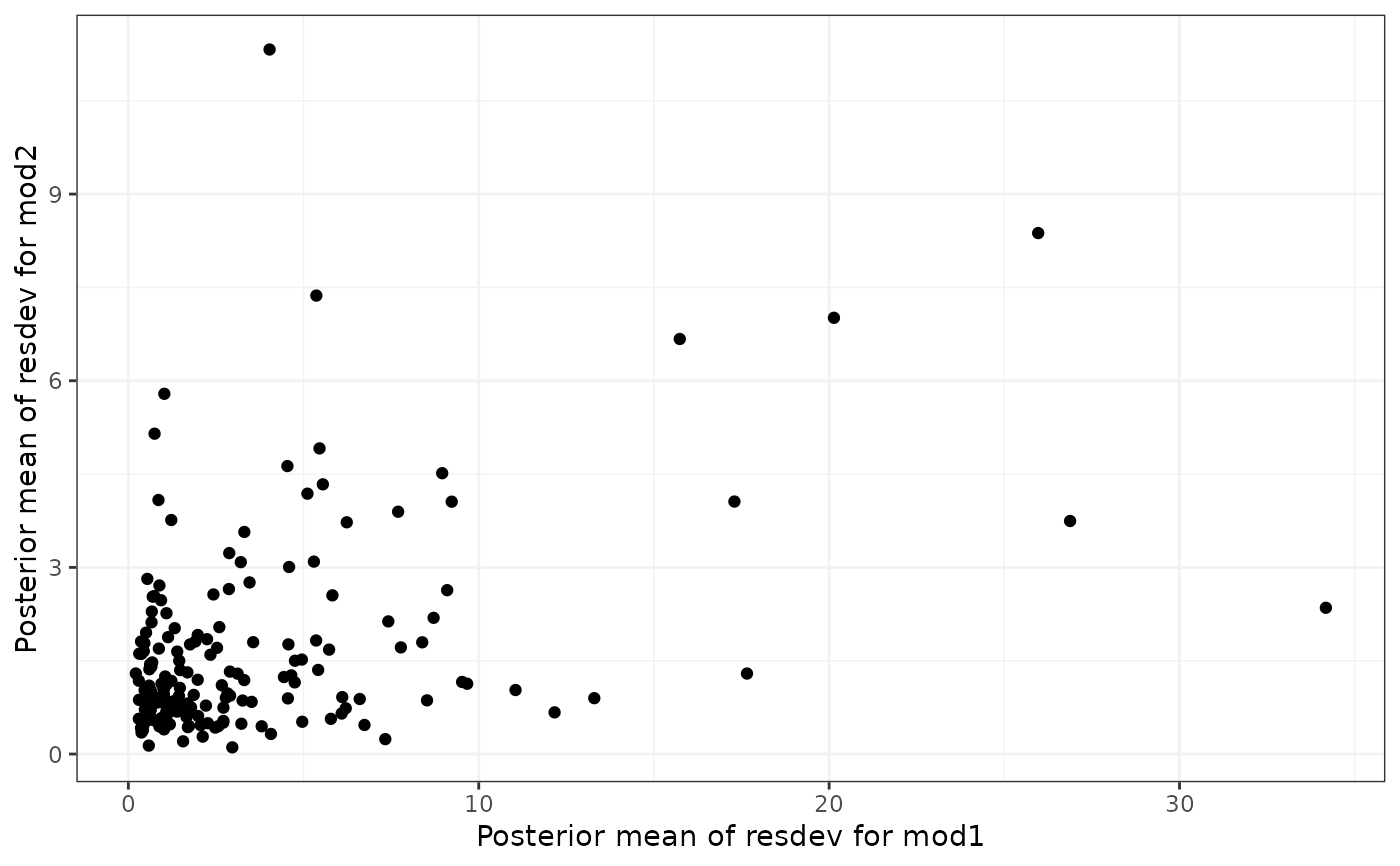 Posterior mean of resdev for mod2
9
6
3
0
0 10 20 30
Posterior mean of resdev for mod1